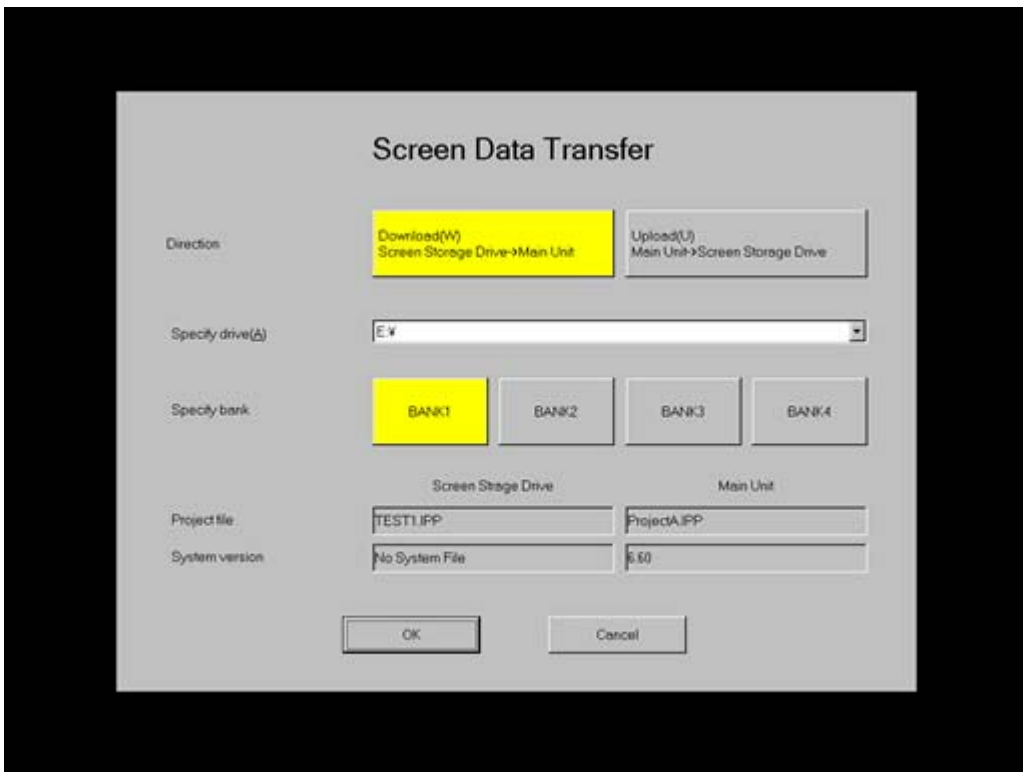 Screen Data Transfer
Direction
Download(W)
Screen Storage Drive->Main Unit
Upload(U)
Main Unit->Screen Storage Drive
Specify drive(A)
E:¥
Specify bank
BANK1
BANK2
BANK3
BANK4
Screen Strage Drive
Main Unit
Project file
TEST1.IPP
ProjectA.IPP
System version
No System File
6.60
OK
Cancel